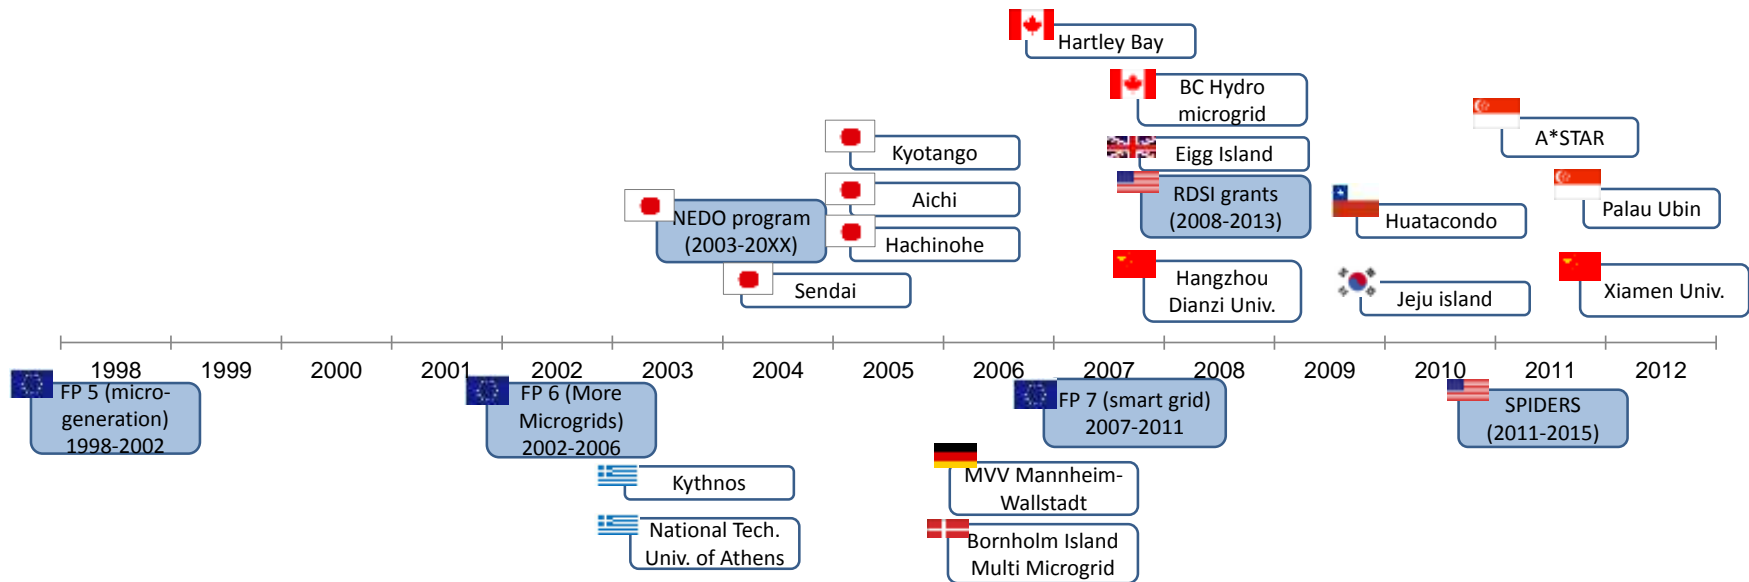 Hartley Bay
BC Hydro
microgrid
A*STAR
Kyotango
Eigg Island
Aichi
RDSI grants
(2008-2013)
Palau Ubin
NEDO program
(2003-20XX)
Huatacondo
Hachinohe
Hangzhou
Dianzi Univ.
Sendai
Jeju island
Xiamen Univ.
1998
1999
2000
2001
2002
2003
2004
2005
2006
2007
2008
2009
2010
2011
2012
FP 5 (micro-
generation)
1998-2002
FP 6 (More
Microgrids)
2002-2006
FP 7 (smart grid)
2007-2011
SPIDERS
(2011-2015)
Kythnos
MVV Mannheim-
Wallstadt
National Tech.
Univ. of Athens
Bornholm Island
Multi Microgrid